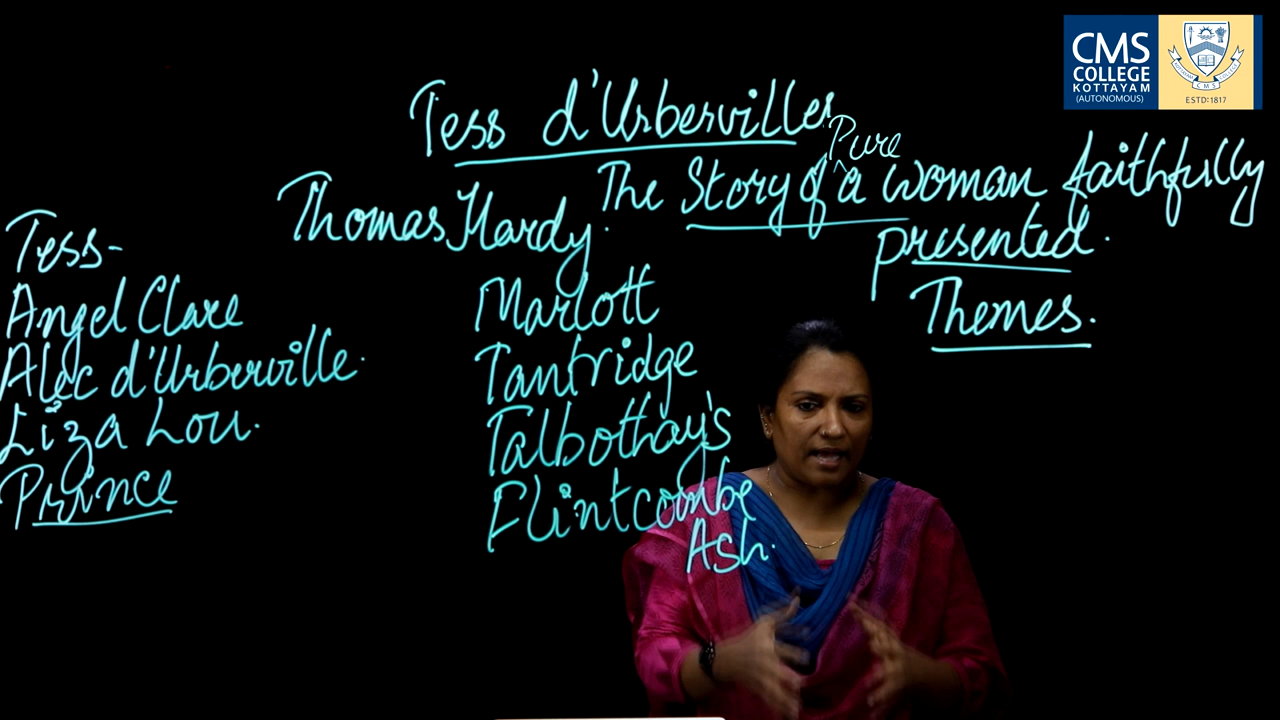 CMS
COLLEGE
KOTTAYAM
(AUTONOMOUS)
ESTD:1817
Tess d'Urbervilles
Thomas Hardy.
The Story of a Pure woman faithfully
presented.
Themes.
Tess-
Angel Clare
Alec d'Urberville.
Liza Lou.
Prince
Marlott
Tantridge
Talbothay's
Flintcombe
Ash.